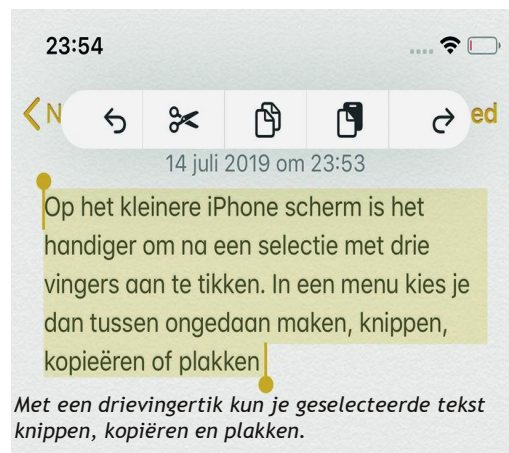 23:54
N
ed
14 juli 2019 om 23:53
Op het kleinere iPhone scherm is het
handiger om na een selectie met drie
vingers aan te tikken. In een menu kies je
dan tussen ongedaan maken, knippen,
kopieëren of plakken
Met een drievingertik kun je geselecteerde tekst
knippen, kopiëren en plakken.